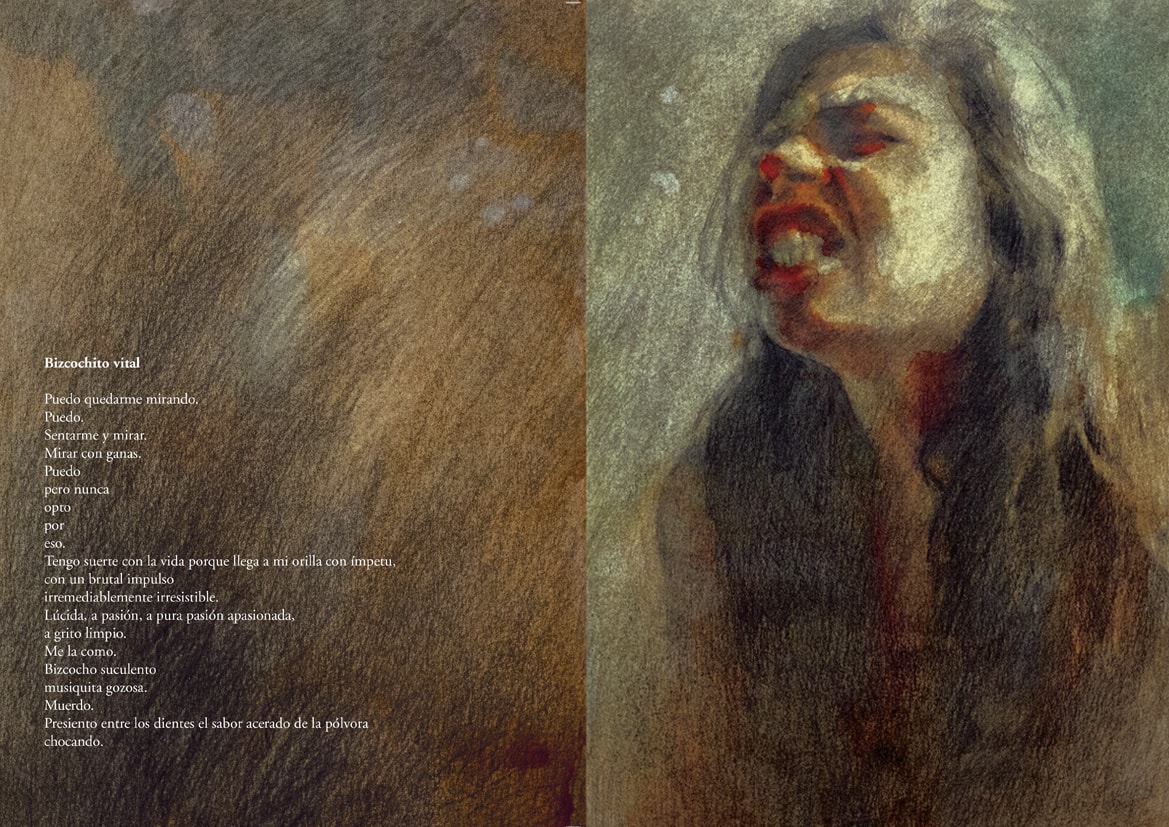 Bizcochito vital
Puedo quedarme mirando.
Puedo.
Sentarme y mirar.
Mirar con ganas.
Puedo
pero nunca
opto
por
eso.
Tengo suerte con la vida porque llega a mi orilla con ímpetu,
con un brutal impulso
irremediablemente irresistible.
Lúcida, a pasión, a pura pasión apasionada,
a grito limpio.
Me la como.
Bizcocho suculento
musiquita gozosa.
Muerdo.
Presiento entre los dientes el sabor acerado de la pólvora
chocando.